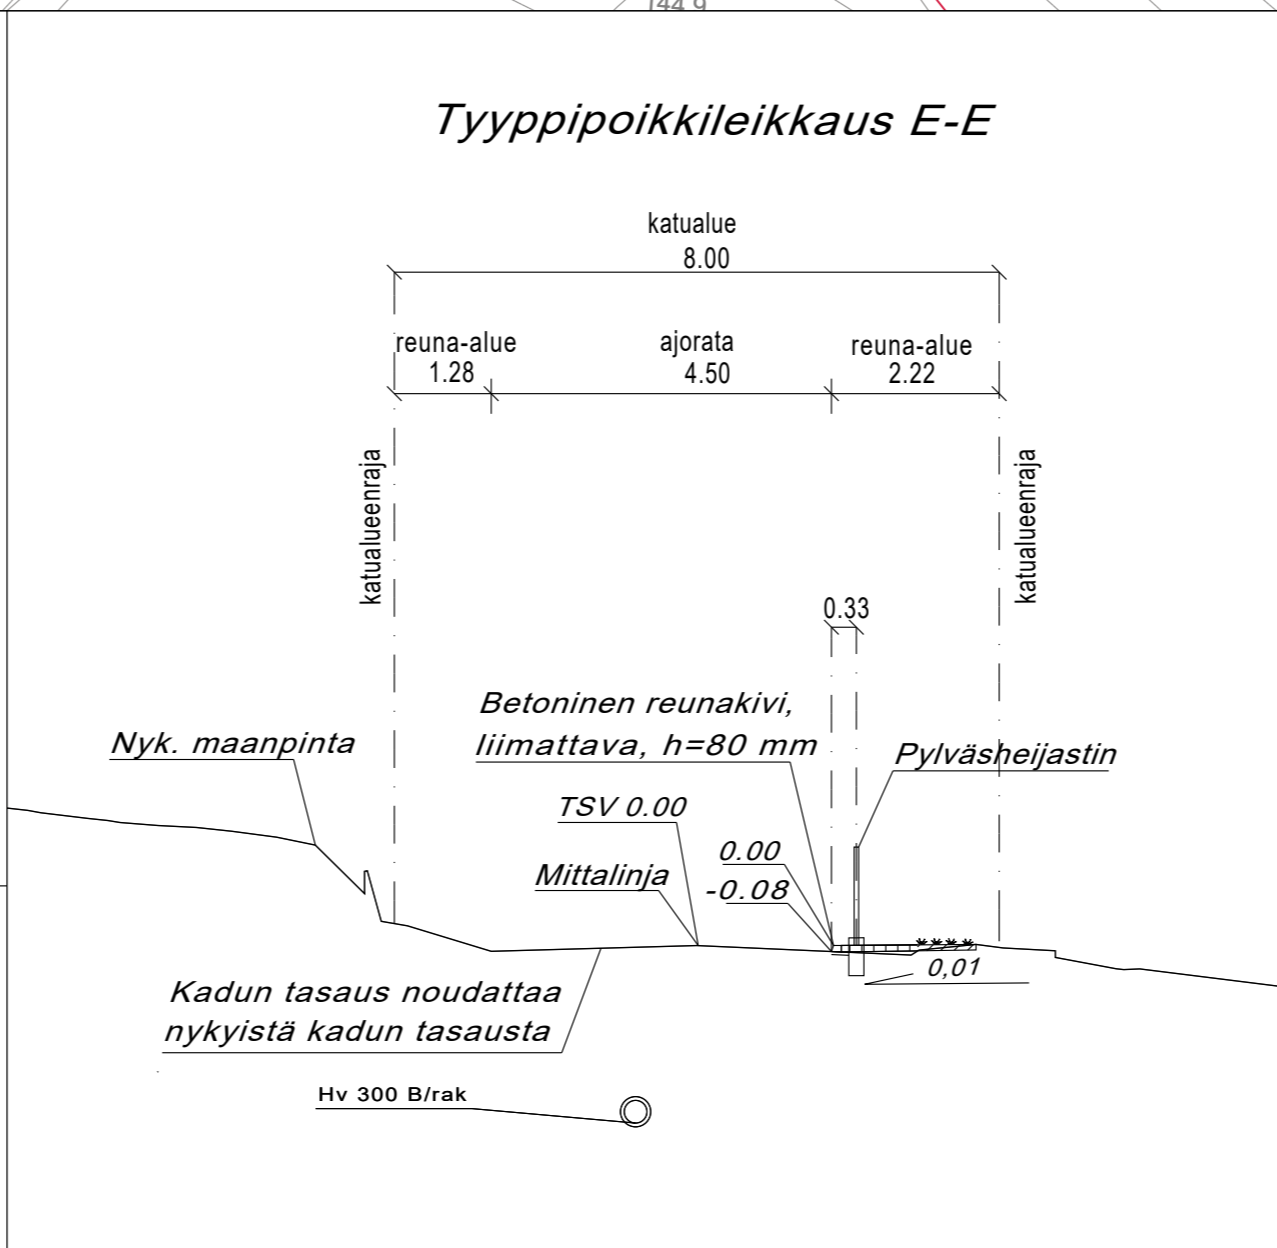 144.9
Tyyppipoikkileikkaus E-E
katualue
8.00
reuna-alue
1.28
ajorata
4.50
reuna-alue
2.22
katualueenraja
katualueenraja
0.33
Betoninen reunakivi,
liimattava, h=80 mm
Nyk. maanpinta
Pylväsheijastin
TSV 0.00
0.00
Mittalinja
-0.08
0,01
Kadun tasaus noudattaa
nykyistä kadun tasausta
Hv 300 B/rak